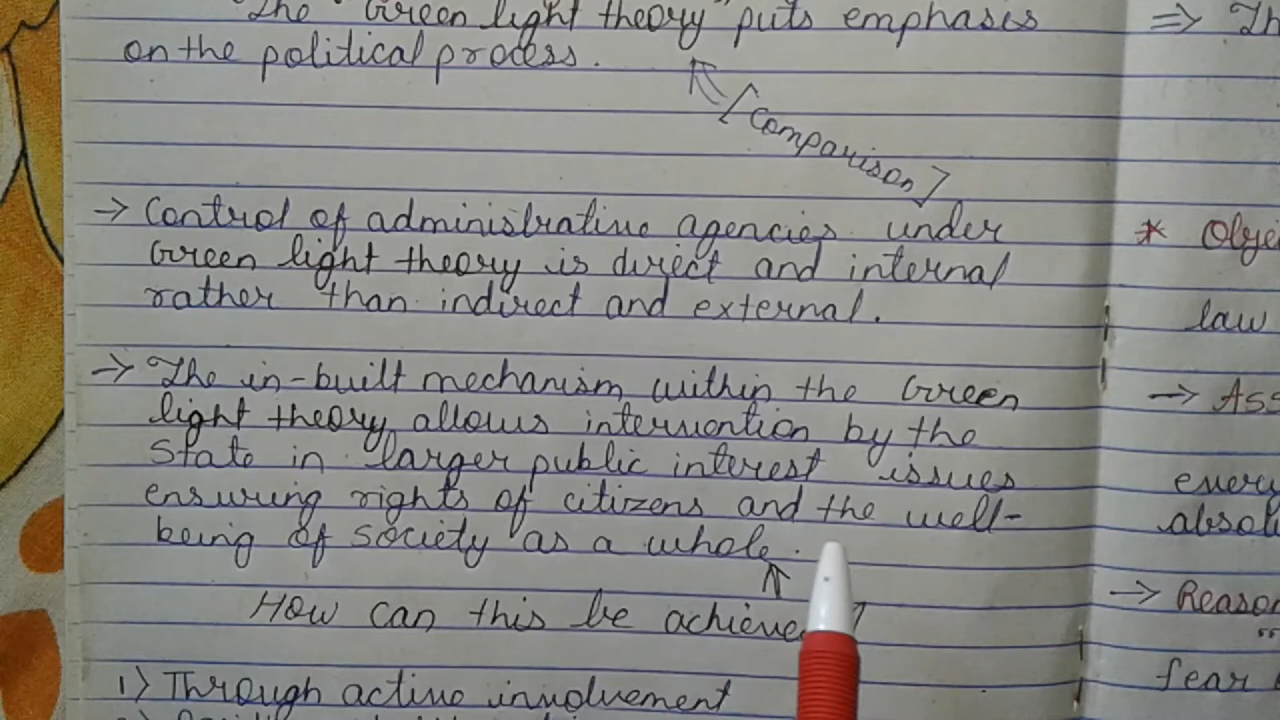 The "Green light theory" puts emphases
on the political process.
[comparison]
→ Control of administrative agencies under
Green light theory is direct and internal
rather than indirect and external.
→ The in-built mechanism within the Green
light theory allows intervention by the
State in larger public interest issues
ensuring rights of citizens and the well-
being of society as a whole.
How can this be achieve
1) Through active involvement
⇒ Th
* Obje
law
→ Ass
every
absol
→ Reason
fear